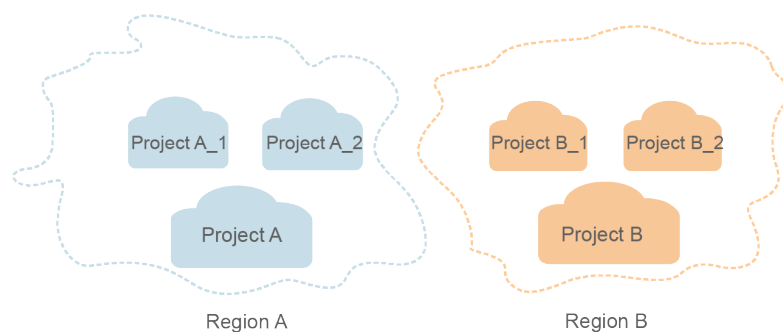 Project A_1
Project A_2
Project A
Region A
Project B_1
Project B_2
Project B
Region B